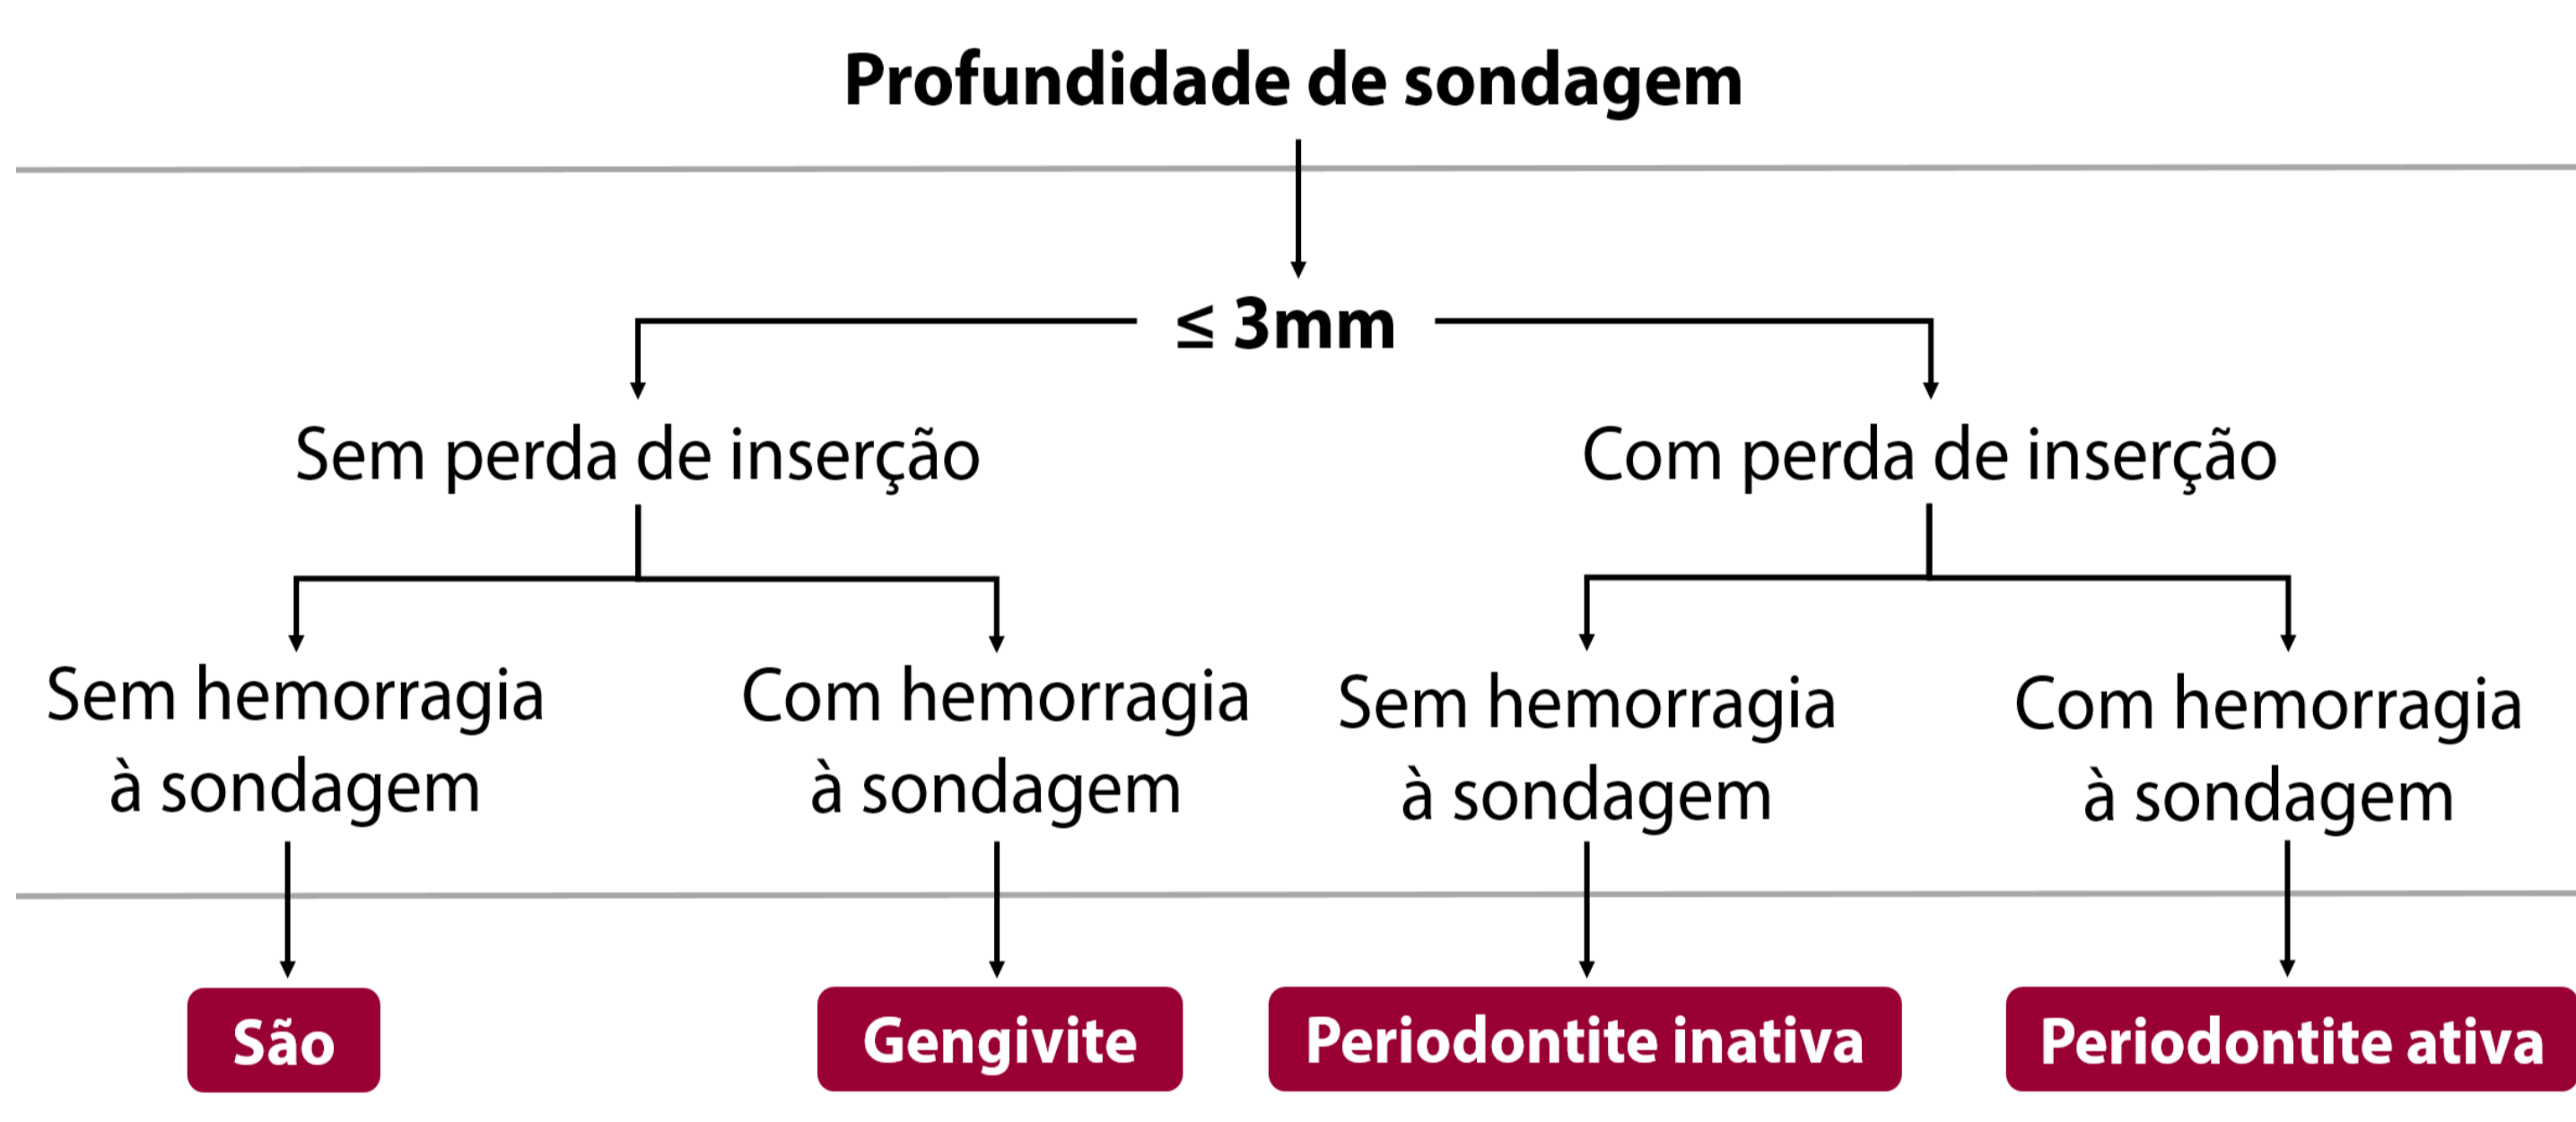 Profundidade de sondagem
≤ 3mm
Sem perda de inserção
Com perda de inserção
Sem hemorragia
à sondagem
Com hemorragia
à sondagem
Sem hemorragia
à sondagem
Com hemorragia
à sondagem
São
Gengivite
Periodontite inativa
Periodontite ativa